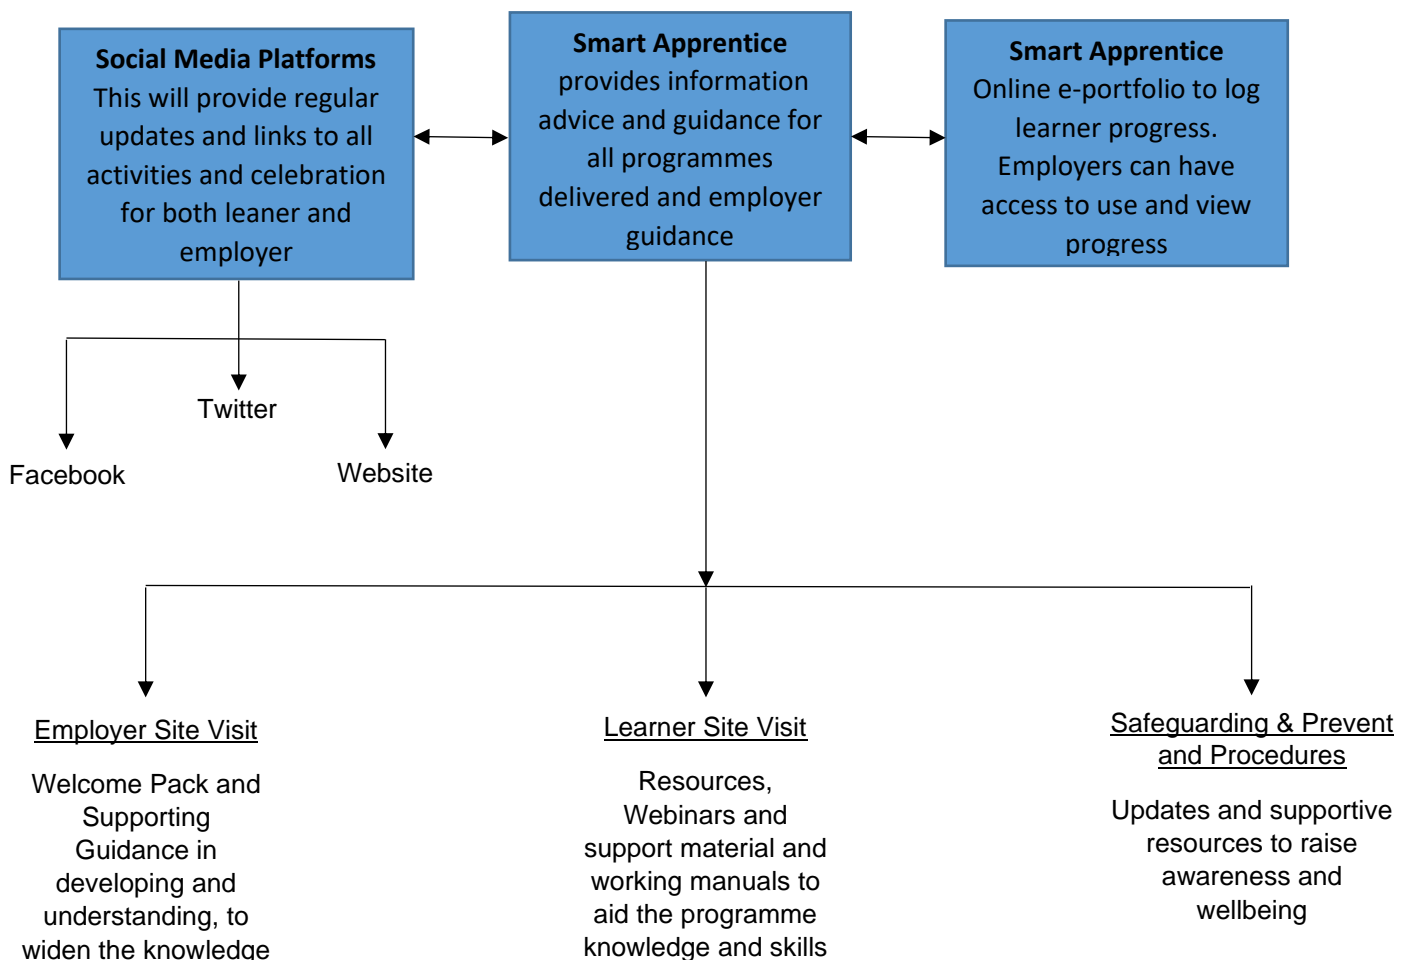 Social Media Platforms
This will provide regular
updates and links to all
activities and celebration
for both leaner and
employer
Smart Apprentice
provides information
advice and guidance for
all programmes
delivered and employer
guidance
Smart Apprentice
Online e-portfolio to log
learner progress.
Employers can have
access to use and view
progress
Twitter
Facebook
Website
Employer Site Visit
Welcome Pack and
Supporting
Guidance in
developing and
understanding, to
widen the knowledge
Learner Site Visit
Resources,
Webinars and
support material and
working manuals to
aid the programme
knowledge and skills
Safeguarding & Prevent
and Procedures
Updates and supportive
resources to raise
awareness and
wellbeing